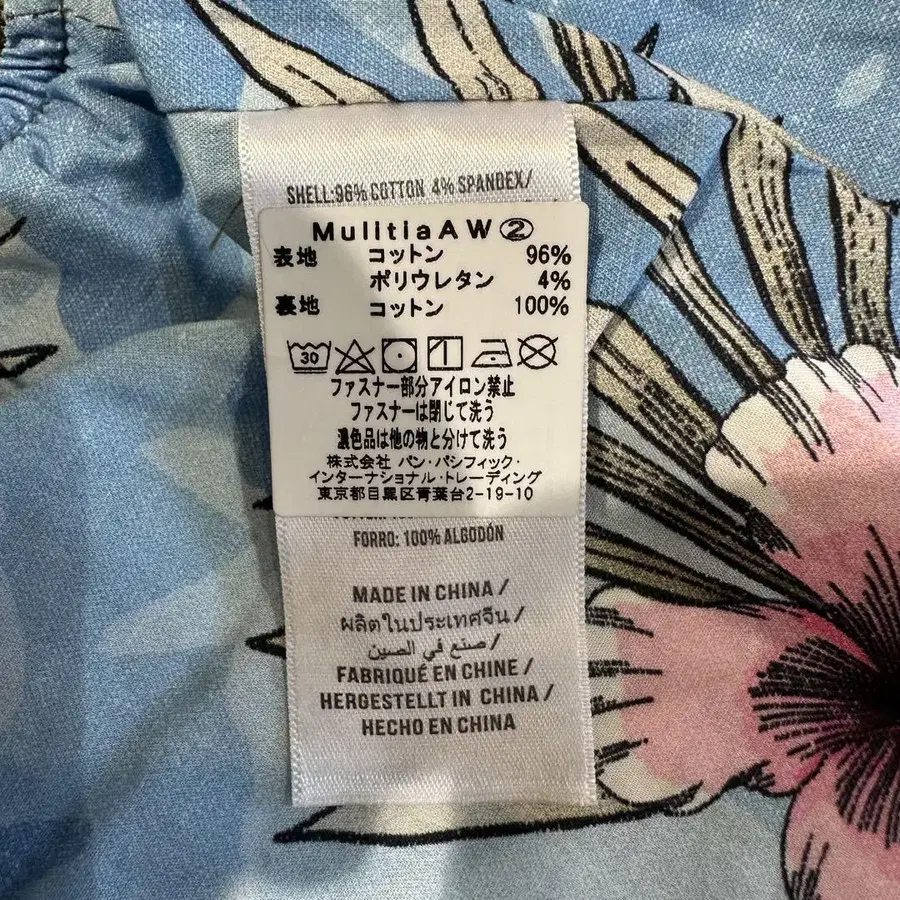 SHELL:96% COTTON 4% SPANDEX/
MulitiaAW②
表地 コットン 96%
ポリウレタン 4%
裏地 コットン 100%
30
ファスナー部分アイロン禁止
ファスナーは閉じて洗う
濃色品は他の物と分けて洗う
株式会社 パン・パシフィック・
インターナショナル・トレーディング
東京都目黒区青葉台2-19-10
FORRO: 100% ALGODÓN
MADE IN CHINA /
ผลิตในประเทศจีน /
صنع في الصين /
FABRIQUÉ EN CHINE /
HERGESTELLT IN CHINA /
HECHO EN CHINA